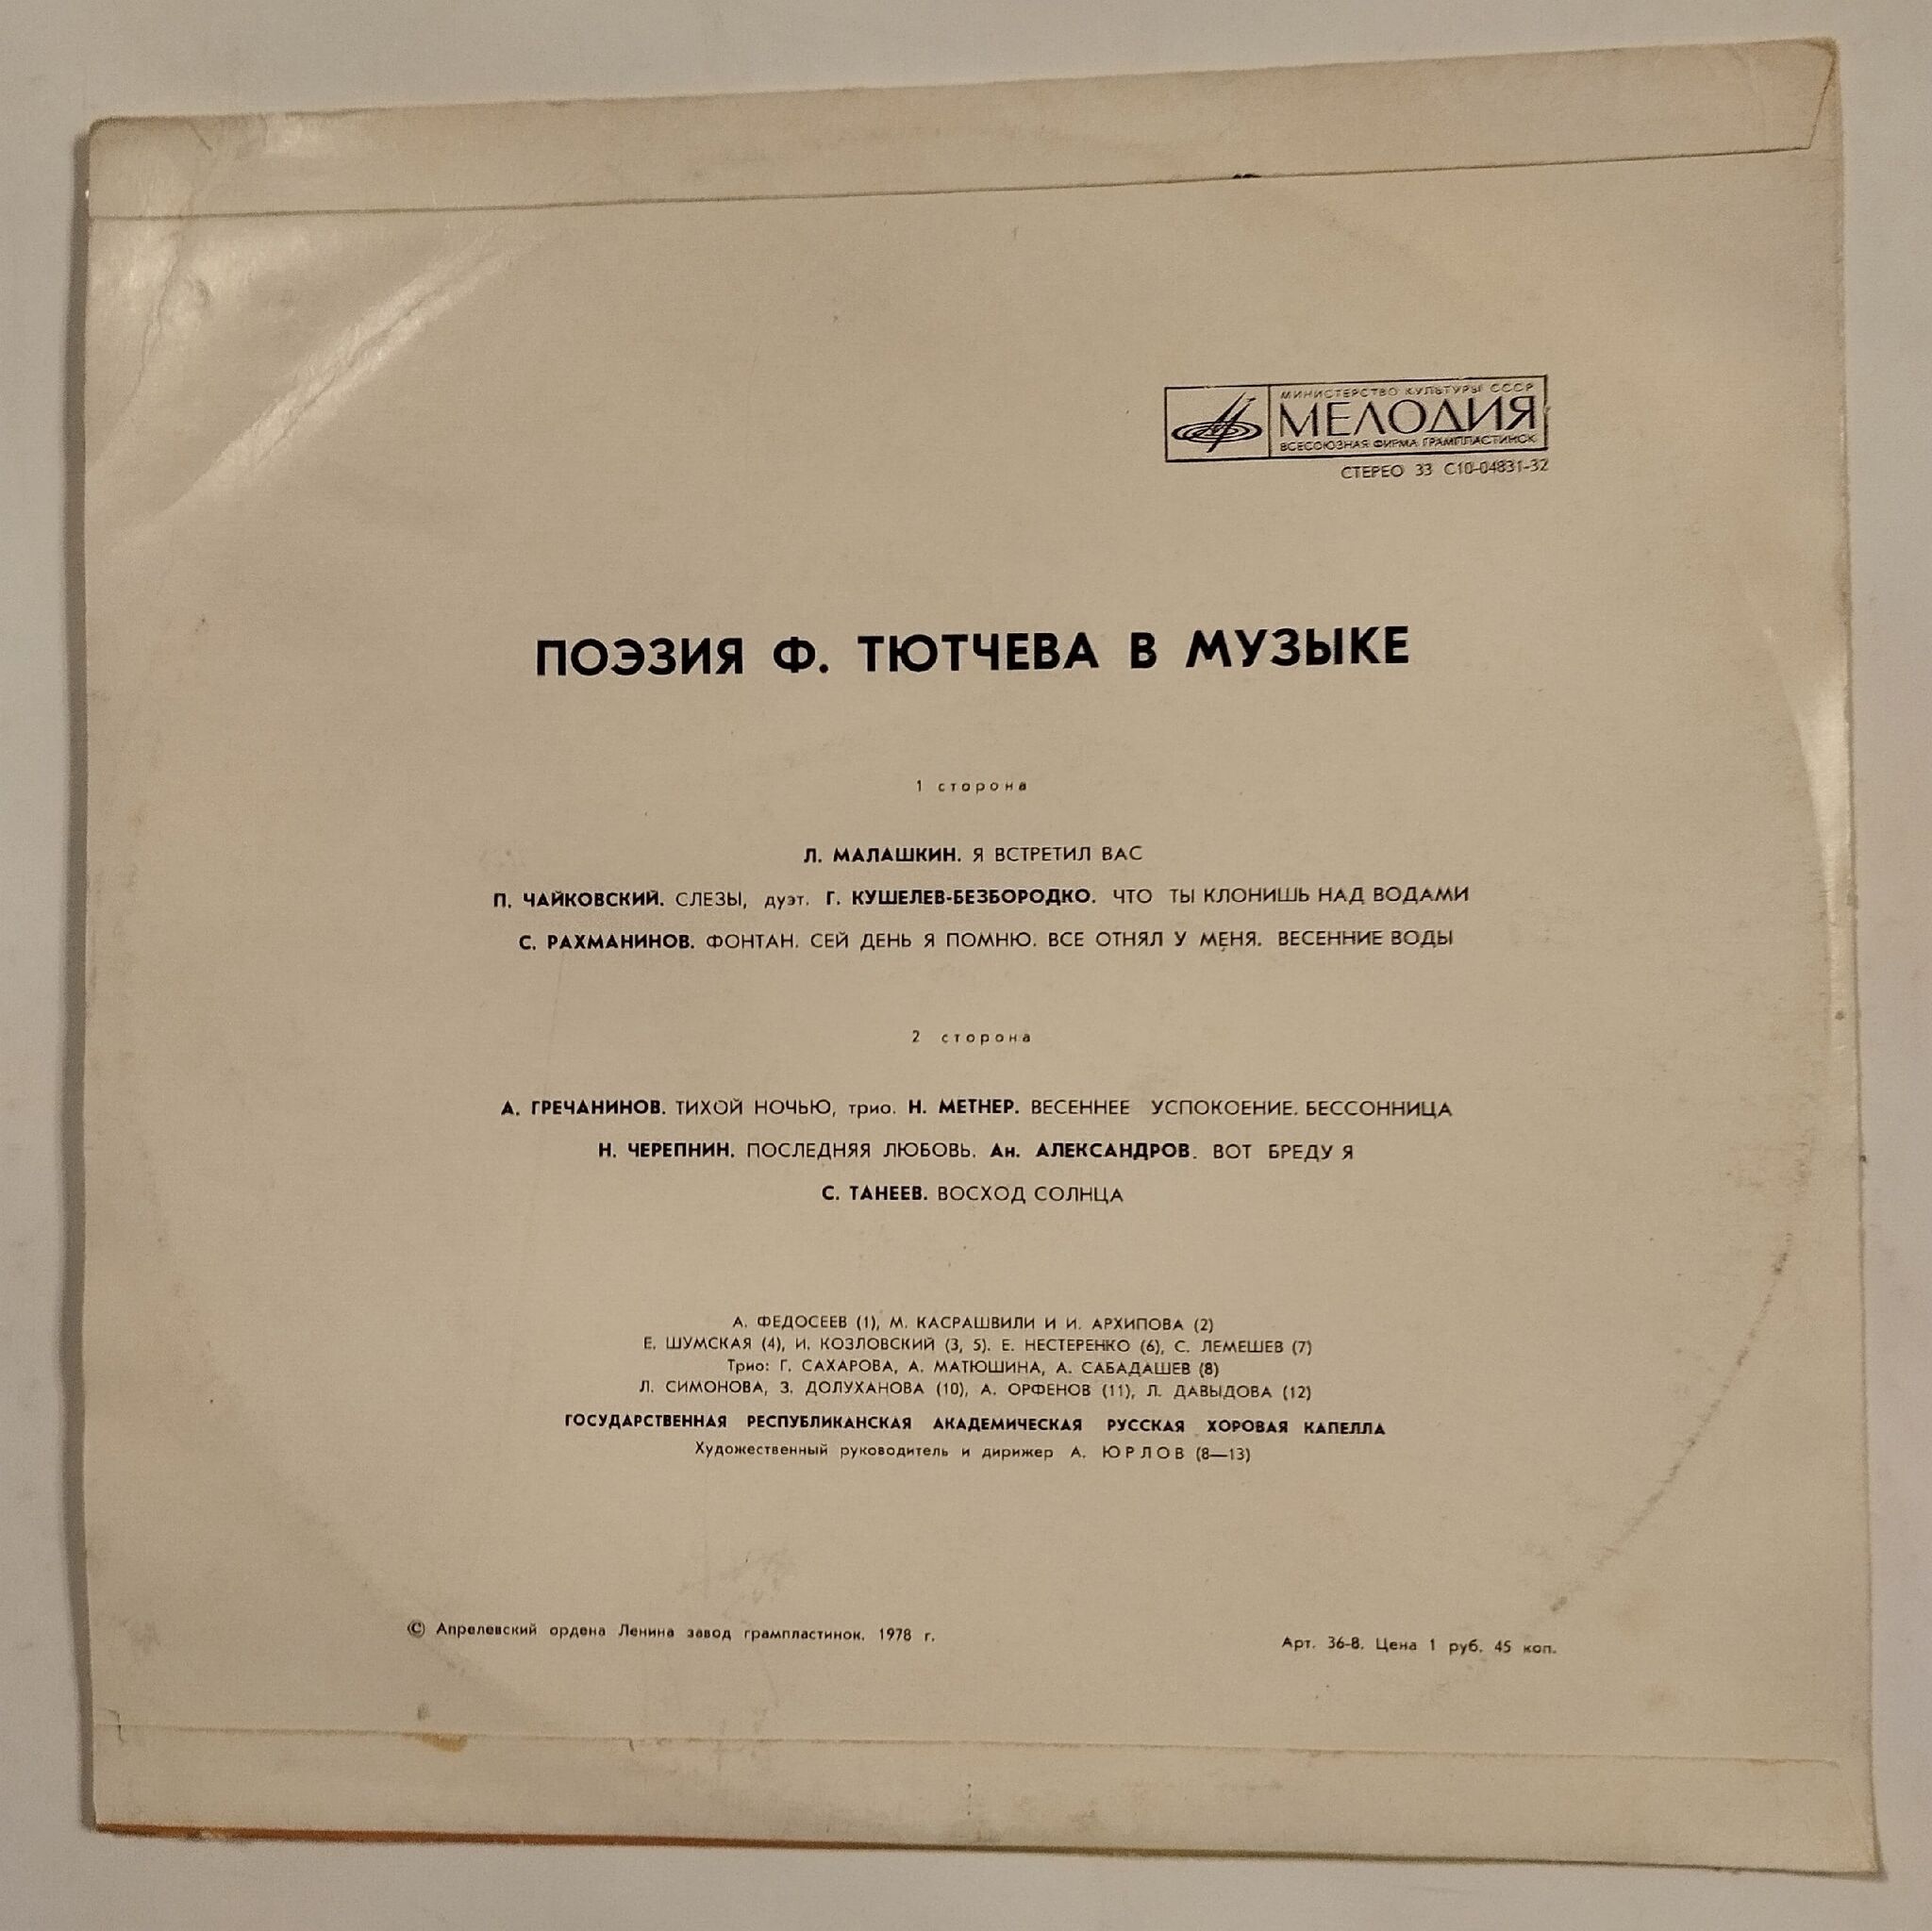 МИНИСТЕРСТВО КУЛЬТУРЫ СССР
МЕЛОДИЯ
ВСЕСОЮЗНАЯ ФИРМА ГРАМПЛАСТИНОК
СТЕРЕО 33 С10-04831-32
ПОЭЗИЯ Ф. ТЮТЧЕВА В МУЗЫКЕ
1 сторона
Л. МАЛАШКИН. Я ВСТРЕТИЛ ВАС
П. ЧАЙКОВСКИЙ. СЛЕЗЫ, дуэт. Г. КУШЕЛЕВ-БЕЗБОРОДКО. ЧТО ТЫ КЛОНИШЬ НАД ВОДАМИ
С. РАХМАНИНОВ. ФОНТАН. СЕЙ ДЕНЬ Я ПОМНЮ. ВСЕ ОТНЯЛ У МЕНЯ. ВЕСЕННИЕ ВОДЫ
2 сторона
А. ГРЕЧАНИНОВ. ТИХОЙ НОЧЬЮ, трио. Н. МЕТНЕР. ВЕСЕННЕЕ УСПОКОЕНИЕ. БЕССОННИЦА
Н. ЧЕРЕПНИН. ПОСЛЕДНЯЯ ЛЮБОВЬ. Ан. АЛЕКСАНДРОВ. ВОТ БРЕДУ Я
С. ТАНЕЕВ. ВОСХОД СОЛНЦА
А. ФЕДОСЕЕВ (1), М. КАСРАШВИЛИ И И. АРХИПОВА (2)
Е. ШУМСКАЯ (4), И. КОЗЛОВСКИЙ (3, 5). Е. НЕСТЕРЕНКО (6), С. ЛЕМЕШЕВ (7)
Трио: Г. САХАРОВА, А. МАТЮШИНА, А. САБАДАШЕВ (8)
Л. СИМОНОВА, З. ДОЛУХАНОВА (10), А. ОРФЕНОВ (11), Л. ДАВЫДОВА (12)
ГОСУДАРСТВЕННАЯ РЕСПУБЛИКАНСКАЯ АКАДЕМИЧЕСКАЯ РУССКАЯ ХОРОВАЯ КАПЕЛЛА
Художественный руководитель и дирижер А. ЮРЛОВ (8—13)
© Апрелевский ордена Ленина завод грампластинок. 1978 г.
Арт. 36-8. Цена 1 руб. 45 коп.